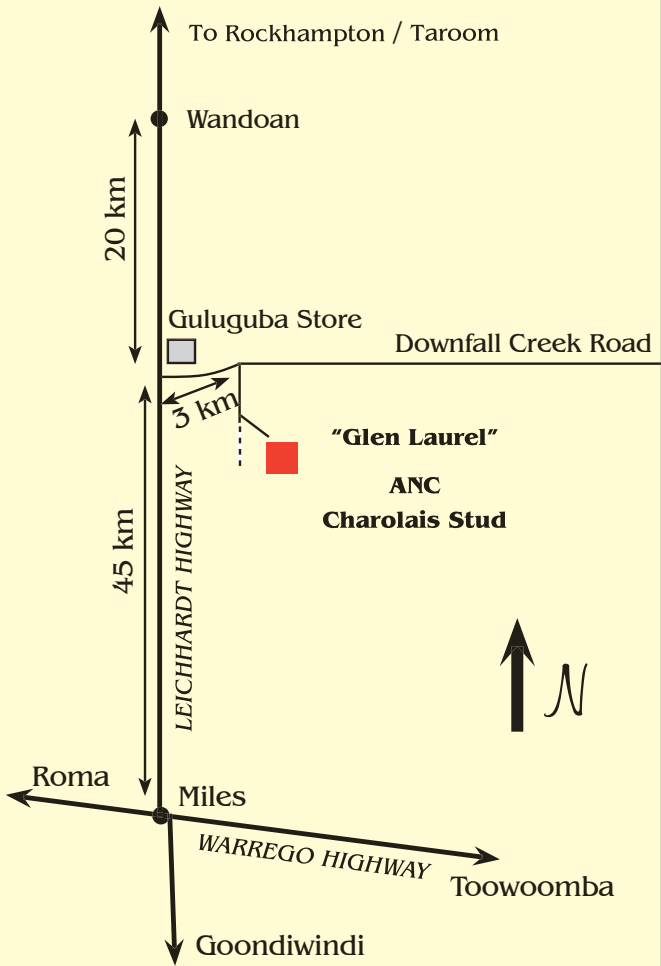 To Rockhampton / Taroom
Wandoan
20 km
Guluguba Store
Downfall Creek Road
3 km
"Glen Laurel"
ANC
Charolais Stud
45 km
LEICHHARDT HIGHWAY
N
Roma
Miles
WARREGO HIGHWAY
Toowoomba
Goondiwindi